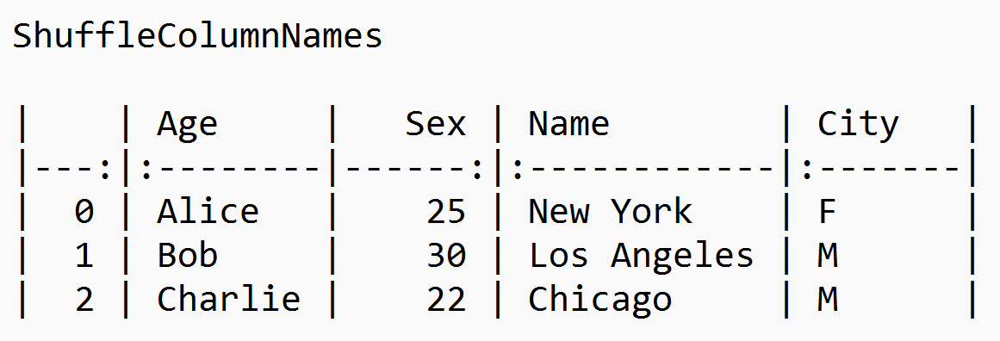 ShuffleColumnNames
|    | Age     |   Sex | Name        | City   |
|---:|:--------|------:|:------------|:-------|
|  0 | Alice   |    25 | New York    | F      |
|  1 | Bob     |    30 | Los Angeles | M      |
|  2 | Charlie |    22 | Chicago     | M      |